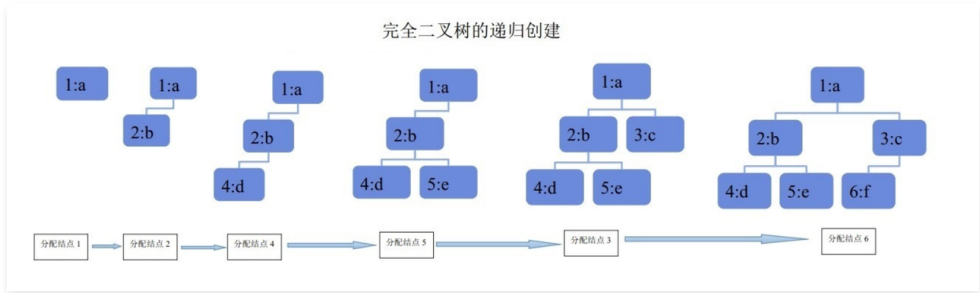 完全二叉树的递归创建
1:a
1:a
2:b
1:a
2:b
4:d
1:a
2:b
4:d
5:e
1:a
2:b
3:c
4:d
5:e
1:a
2:b
3:c
4:d
5:e
6:f
分配结点 1
分配结点 2
分配结点 4
分配结点 5
分配结点 3
分配结点 6